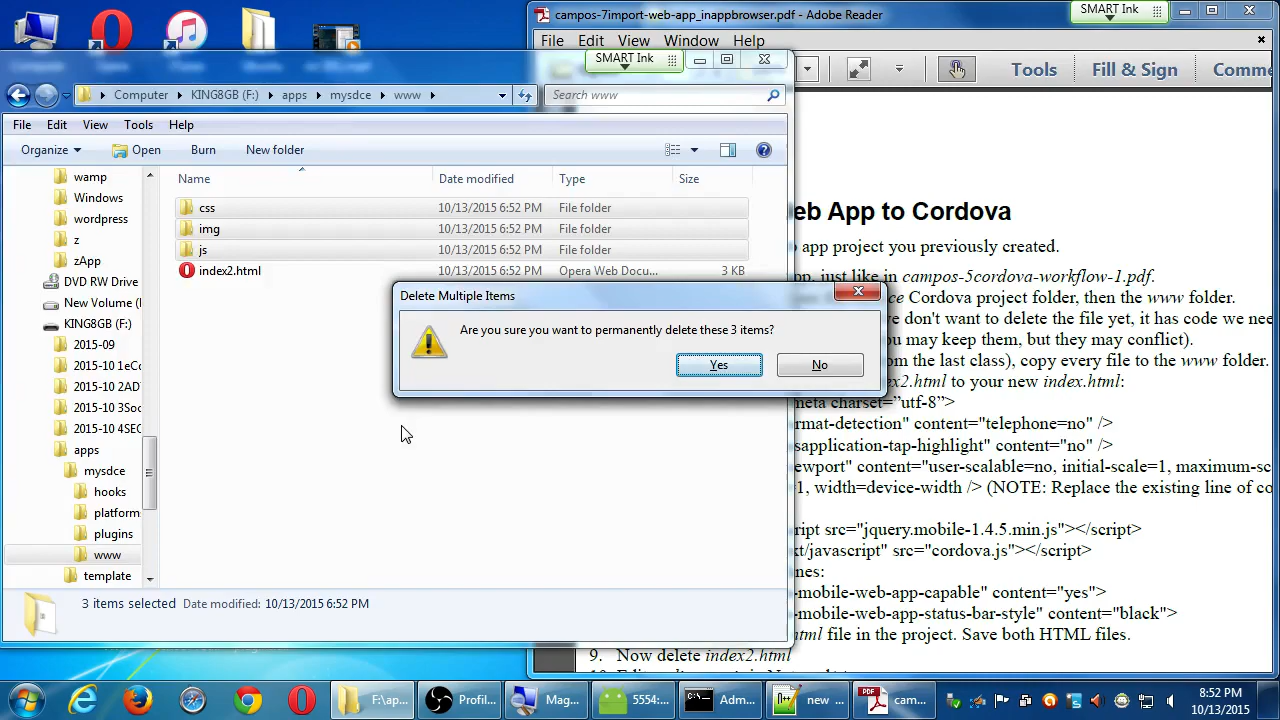 campos-7import-web-app_inappbrowser.pdf - Adobe Reader
SMART Ink
File Edit View Window Help
SMART Ink
Tools Fill & Sign Comme
Computer KING8GB (F:) apps mysdce www
Search www
File Edit View Tools Help
Organize Open Burn New folder
Name Date modified Type Size
wamp
Windows
wordpress
z
zApp
DVD RW Drive
New Volume (
KING8GB (F:)
2015-09
2015-10 1eCo
2015-10 2AD
2015-10 3Soc
2015-10 4SEC
apps
mysdce
hooks
platform
plugins
www
template
css 10/13/2015 6:52 PM File folder
img 10/13/2015 6:52 PM File folder
js 10/13/2015 6:52 PM File folder
index2.html 10/13/2015 6:52 PM Opera Web Docu... 3 KB
Delete Multiple Items
Are you sure you want to permanently delete these 3 items?
Yes No
3 items selected Date modified: 10/13/2015 6:52 PM
eb App to Cordova
app project you previously created.
app, just like in campos-5cordova-workflow-1.pdf.
Cordova project folder, then the www folder.
we don't want to delete the file yet, it has code we nee
you may keep them, but they may conflict).
om the last class), copy every file to the www folder.
ex2.html to your new index.html:
meta charset="utf-8">
rmat-detection" content="telephone=no" />
sapplication-tap-highlight" content="no" />
ewport" content="user-scalable=no, initial-scale=1, maximum-sc
1, width=device-width /> (NOTE: Replace the existing line of co
ript src="jquery.mobile-1.4.5.min.js"></script>
xt/javascript" src="cordova.js"></script>
nes:
-mobile-web-app-capable" content="yes">
-mobile-web-app-status-bar-style" content="black">
html file in the project. Save both HTML files.
9. Now delete index2.html
F:\ap... Profil... Mag... 5554:... Adm... new ... cam...
8:52 PM
10/13/2015